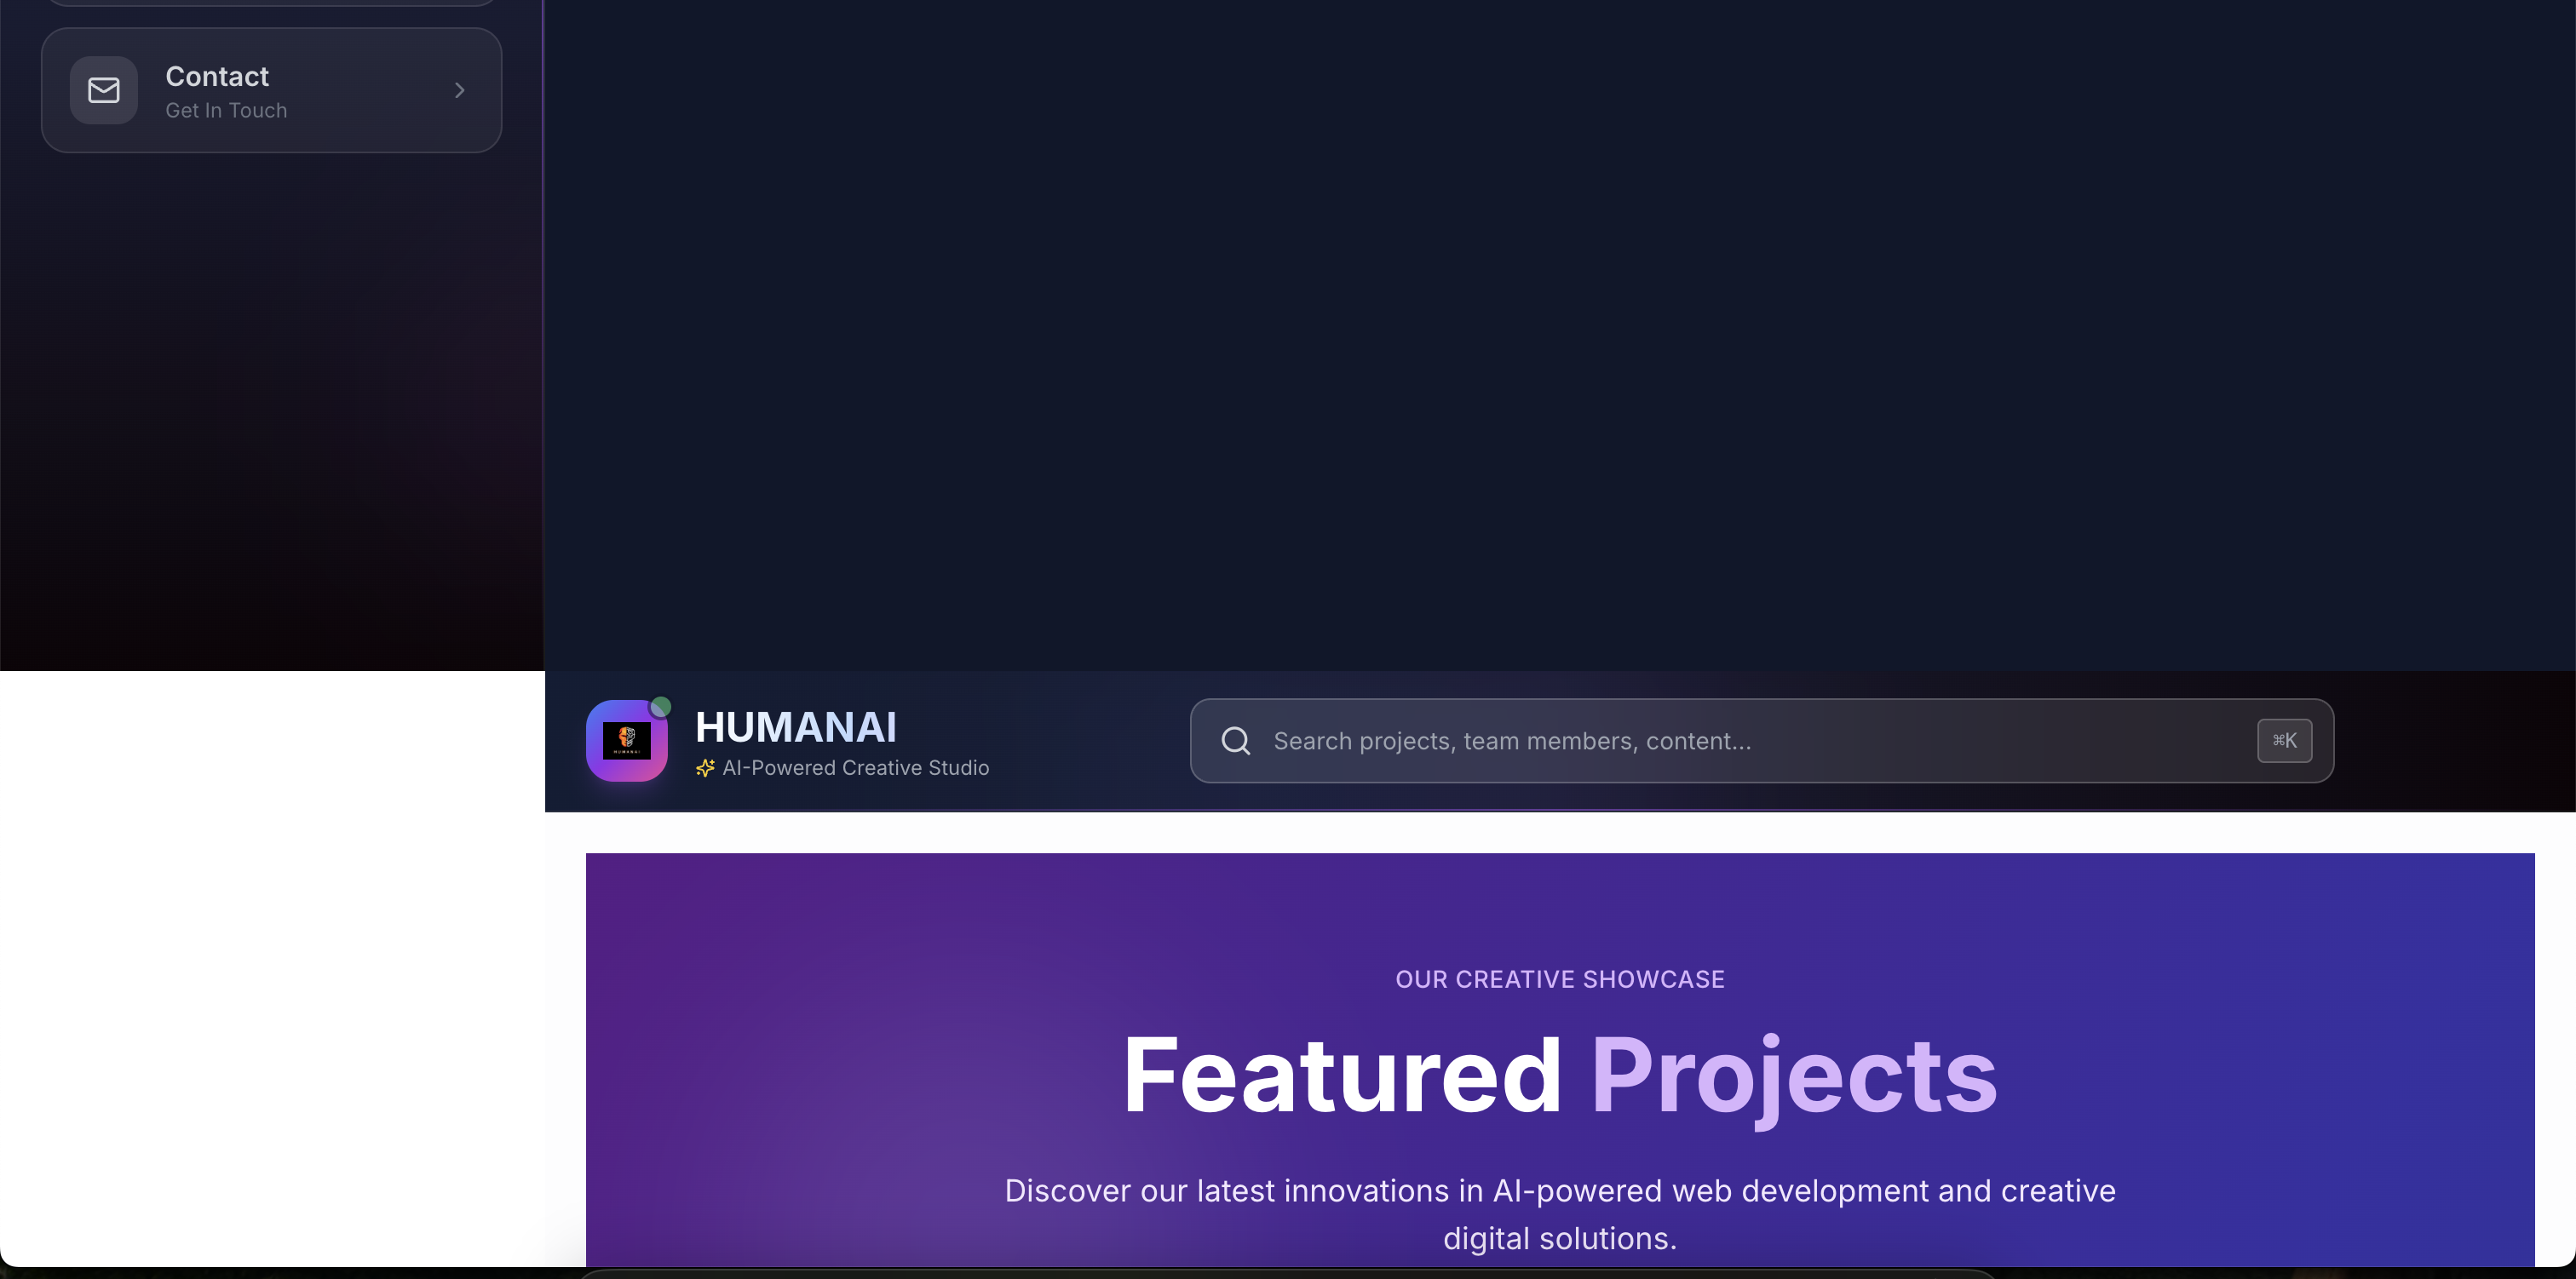 Contact
Get In Touch
HUMANAI
AI-Powered Creative Studio
Search projects, team members, content...
⌘K
OUR CREATIVE SHOWCASE
Featured Projects
Discover our latest innovations in AI-powered web development and creative
digital solutions.